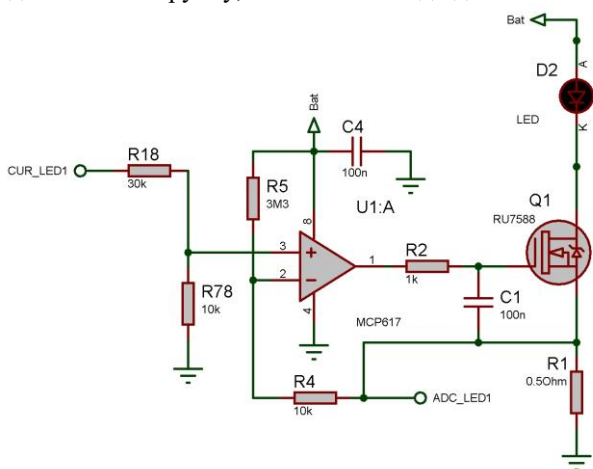 Bat
D2
A
K
LED
Bat
C4
100n
R18
30k
CUR_LED1
R5
3M3
U1:A
8
3
2
1
4
MCP617
R2
1k
Q1
RU7588
R78
10k
C1
100n
R4
10k
ADC_LED1
R1
0.5Ohm